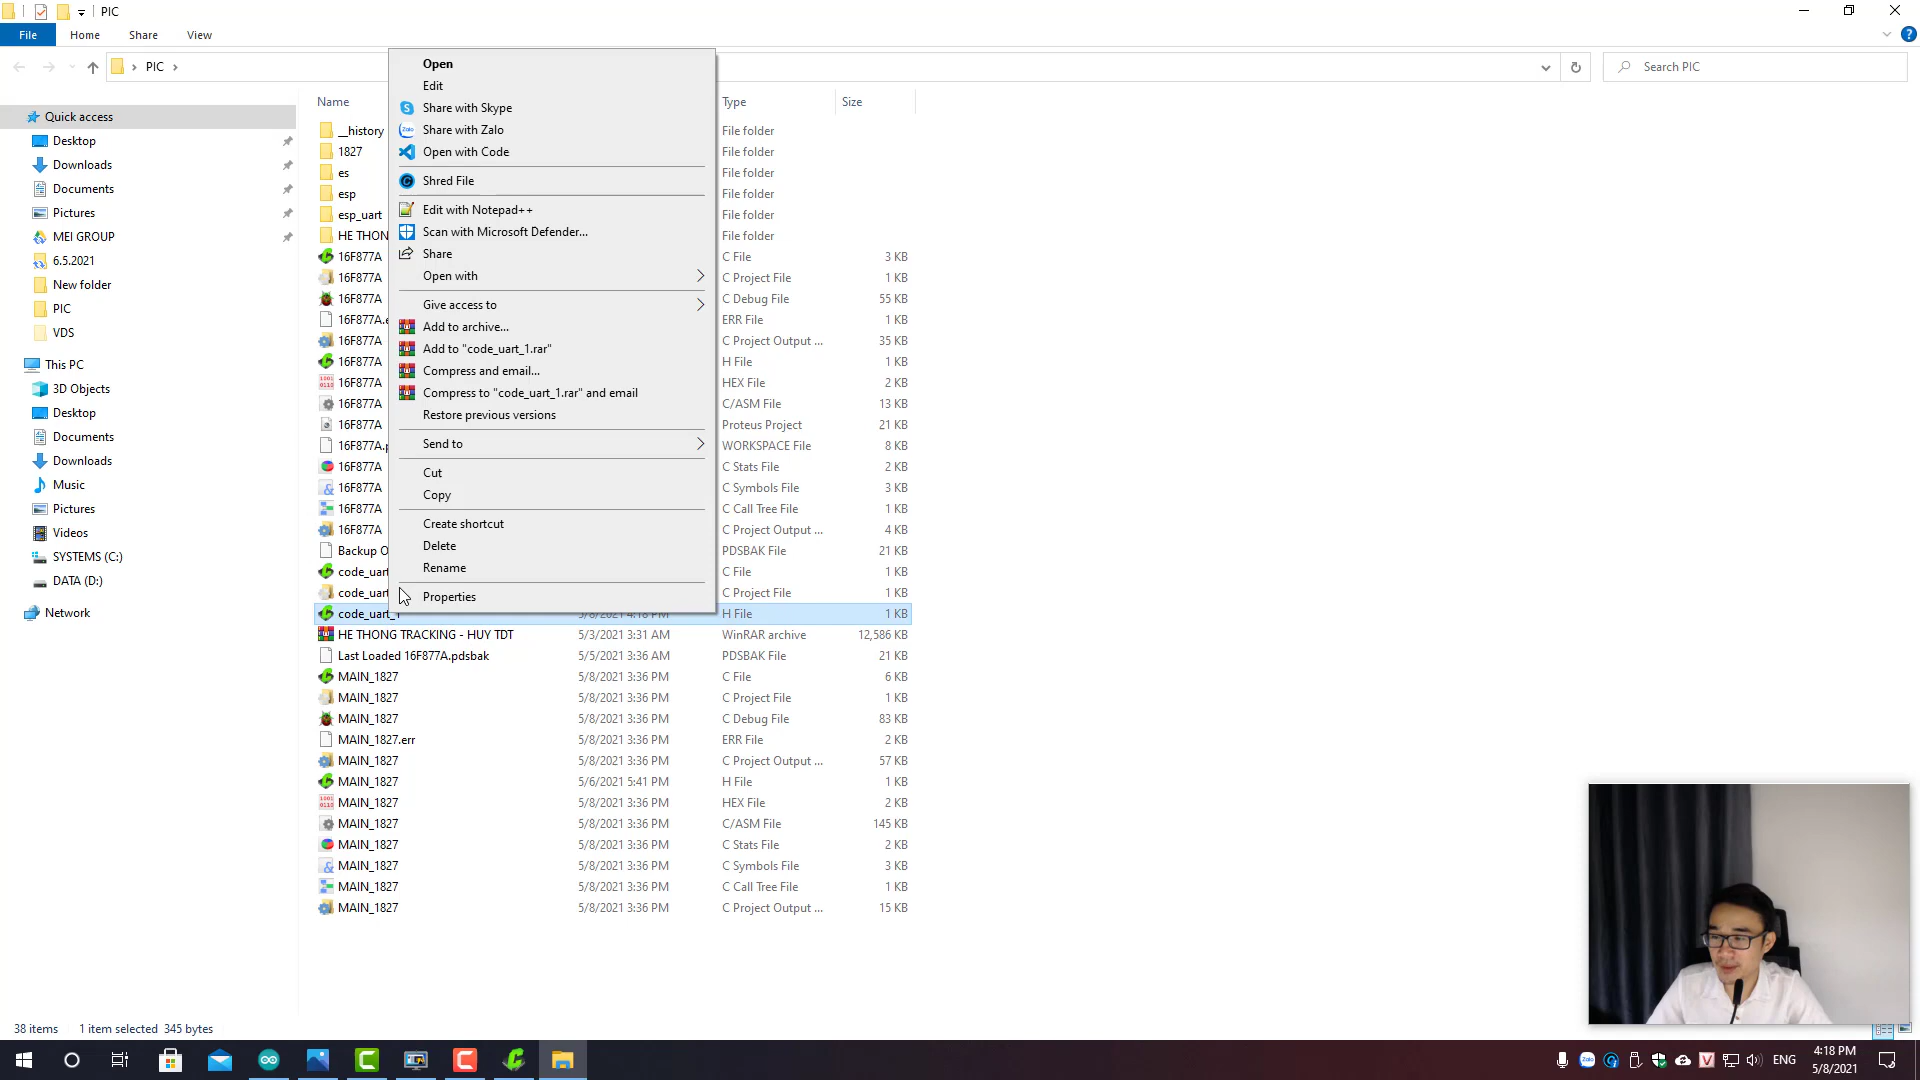 PIC
File Home Share View
PIC
Search PIC
Quick access
Desktop
Downloads
Documents
Pictures
MEI GROUP
6.5.2021
New folder
PIC
VDS
This PC
3D Objects
Desktop
Documents
Downloads
Music
Pictures
Videos
SYSTEMS (C:)
DATA (D:)
Network
Name Type Size
__history File folder
1827 File folder
es File folder
esp File folder
esp_uart File folder
HE THON File folder
16F877A C File 3 KB
16F877A C Project File 1 KB
16F877A C Debug File 55 KB
16F877A.e ERR File 1 KB
16F877A C Project Output ... 35 KB
16F877A H File 1 KB
16F877A HEX File 2 KB
16F877A C/ASM File 13 KB
16F877A Proteus Project 21 KB
16F877A.p WORKSPACE File 8 KB
16F877A C Stats File 2 KB
16F877A C Symbols File 3 KB
16F877A C Call Tree File 1 KB
16F877A C Project Output ... 4 KB
Backup O PDSBAK File 21 KB
code_uart C File 1 KB
code_uart C Project File 1 KB
code_uart_1 5/8/2021 4:18 PM H File 1 KB
HE THONG TRACKING - HUY TDT 5/3/2021 3:31 AM WinRAR archive 12,586 KB
Last Loaded 16F877A.pdsbak 5/5/2021 3:36 AM PDSBAK File 21 KB
MAIN_1827 5/8/2021 3:36 PM C File 6 KB
MAIN_1827 5/8/2021 3:36 PM C Project File 1 KB
MAIN_1827 5/8/2021 3:36 PM C Debug File 83 KB
MAIN_1827.err 5/8/2021 3:36 PM ERR File 2 KB
MAIN_1827 5/8/2021 3:36 PM C Project Output ... 57 KB
MAIN_1827 5/6/2021 5:41 PM H File 1 KB
MAIN_1827 5/8/2021 3:36 PM HEX File 2 KB
MAIN_1827 5/8/2021 3:36 PM C/ASM File 145 KB
MAIN_1827 5/8/2021 3:36 PM C Stats File 2 KB
MAIN_1827 5/8/2021 3:36 PM C Symbols File 3 KB
MAIN_1827 5/8/2021 3:36 PM C Call Tree File 1 KB
MAIN_1827 5/8/2021 3:36 PM C Project Output ... 15 KB
Open
Edit
Share with Skype
Zalo Share with Zalo
Open with Code
Shred File
Edit with Notepad++
Scan with Microsoft Defender...
Share
Open with
Give access to
Add to archive...
Add to "code_uart_1.rar"
Compress and email...
Compress to "code_uart_1.rar" and email
Restore previous versions
Send to
Cut
Copy
Create shortcut
Delete
Rename
Properties
38 items 1 item selected 345 bytes
Zalo ENG 4:18 PM
5/8/2021